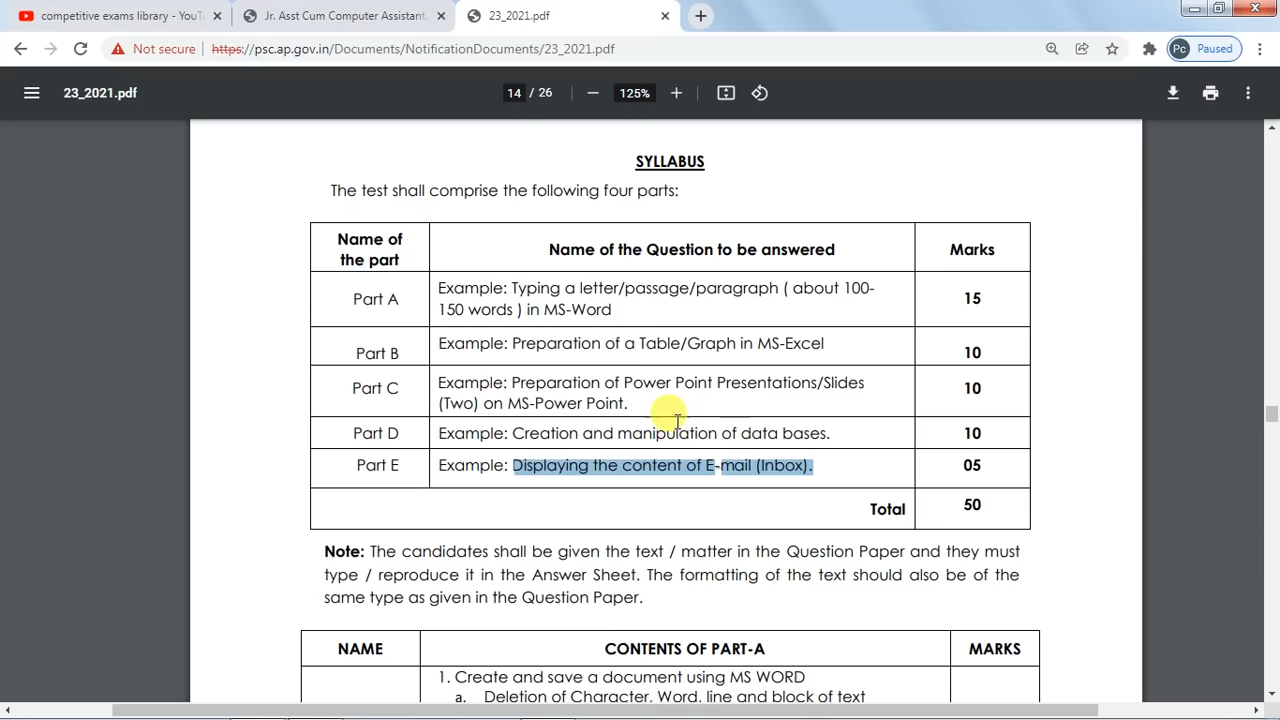 competitive exams library - YouT
Jr. Asst Cum Computer Assistant.
23_2021.pdf
Not secure
https://psc.ap.gov.in/Documents/NotificationDocuments/23_2021.pdf
Pc Paused
23_2021.pdf
14 / 26
125%
SYLLABUS
The test shall comprise the following four parts:
Name of the part
Name of the Question to be answered
Marks
Part A
Example: Typing a letter/passage/paragraph ( about 100-
150 words ) in MS-Word
15
Part B
Example: Preparation of a Table/Graph in MS-Excel
10
Part C
Example: Preparation of Power Point Presentations/Slides
(Two) on MS-Power Point.
10
Part D
Example: Creation and manipulation of data bases.
10
Part E
Example: Displaying the content of E-mail (Inbox).
05
Total
50
Note: The candidates shall be given the text / matter in the Question Paper and they must
type / reproduce it in the Answer Sheet. The formatting of the text should also be of the
same type as given in the Question Paper.
NAME
CONTENTS OF PART-A
MARKS
1. Create and save a document using MS WORD
a. Deletion of Character, Word, line and block of text